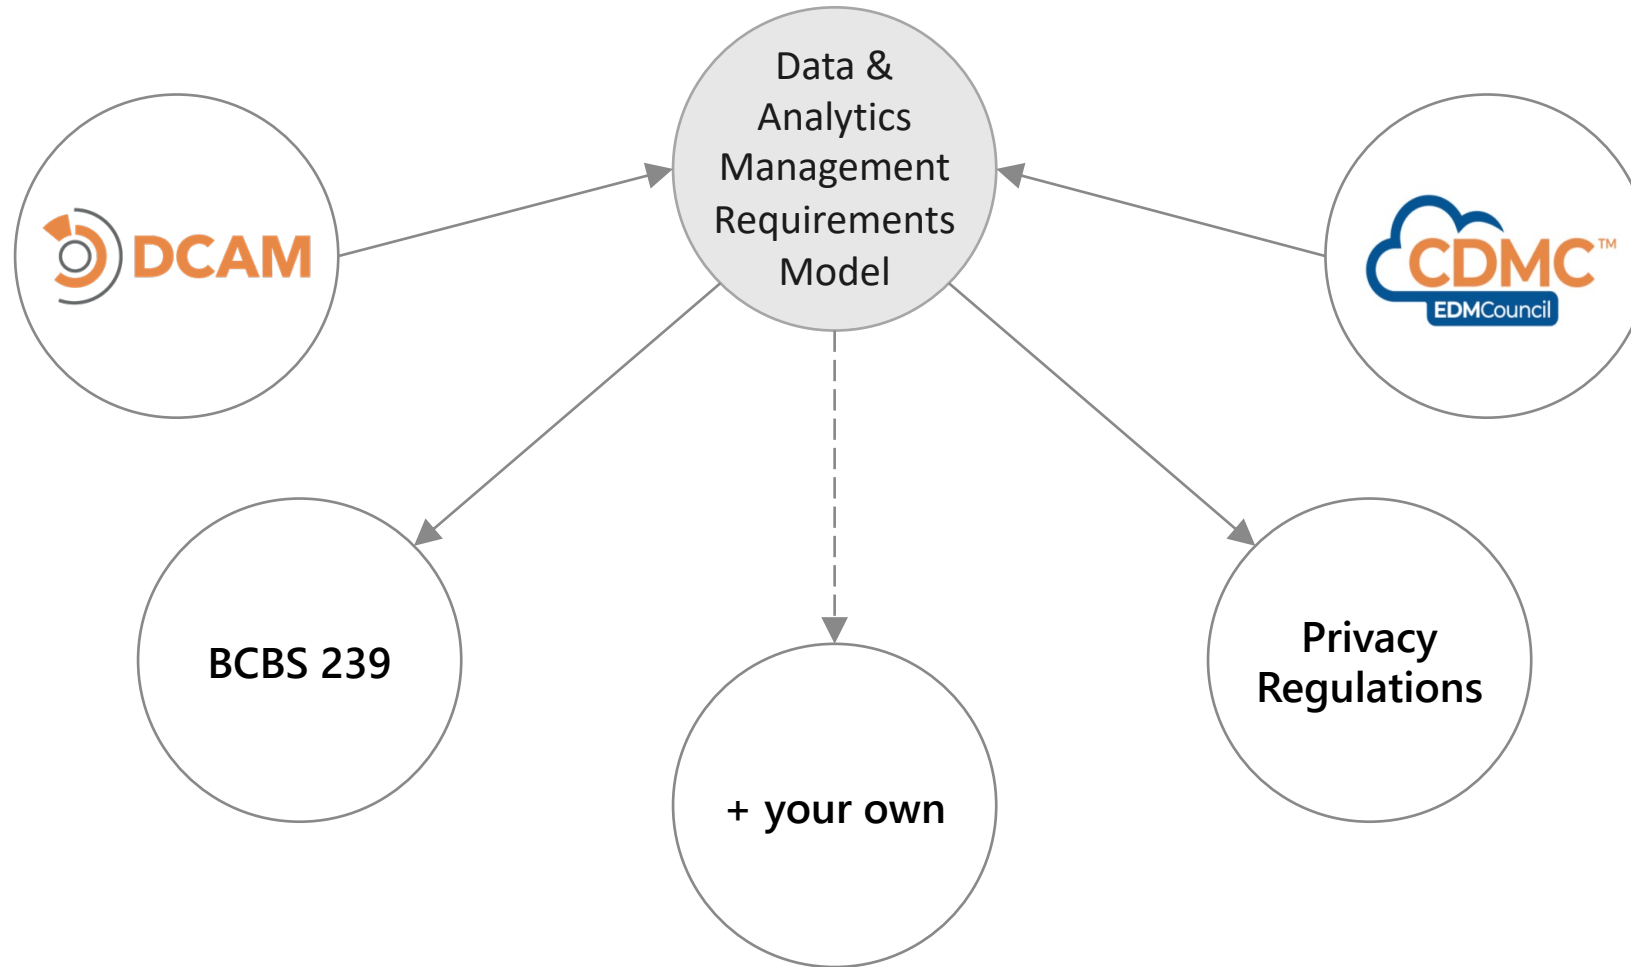 Data &
Analytics
Management
Requirements
Model
DCAM
CDMC™
EDMCouncil
BCBS 239
Privacy
Regulations
+ your own